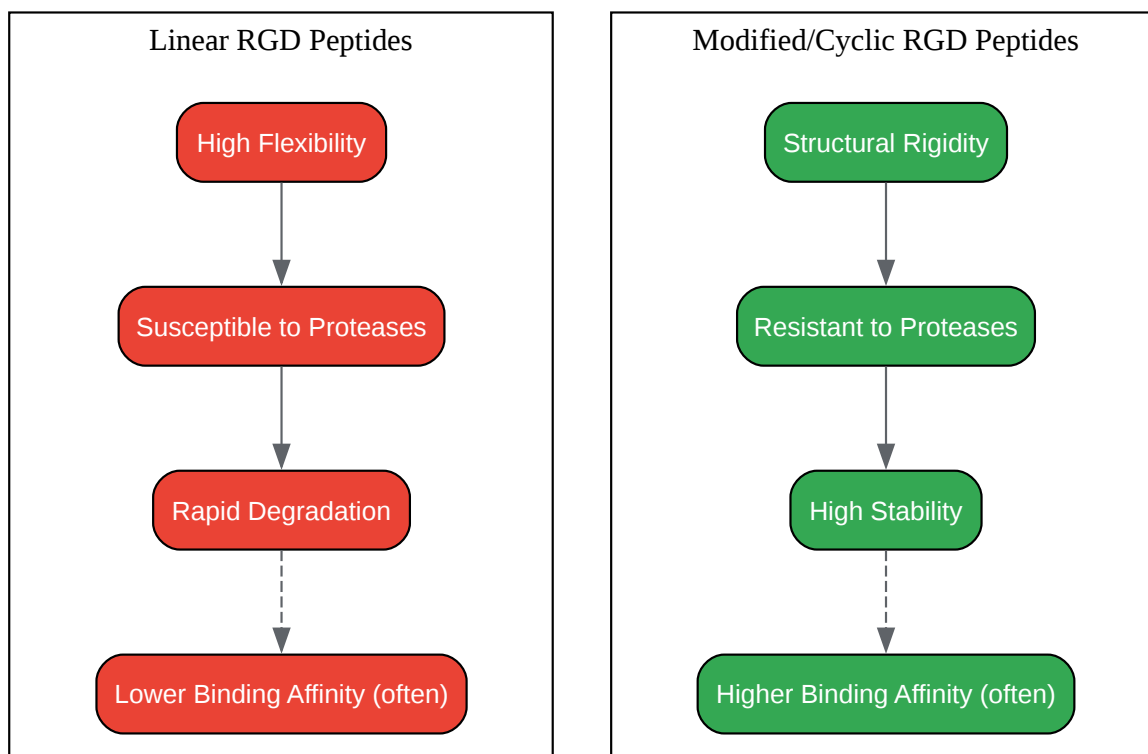 Linear RGD Peptides
High Flexibility
Susceptible to Proteases
Rapid Degradation
Lower Binding Affinity (often)
Modified/Cyclic RGD Peptides
Structural Rigidity
Resistant to Proteases
High Stability
Higher Binding Affinity (often)